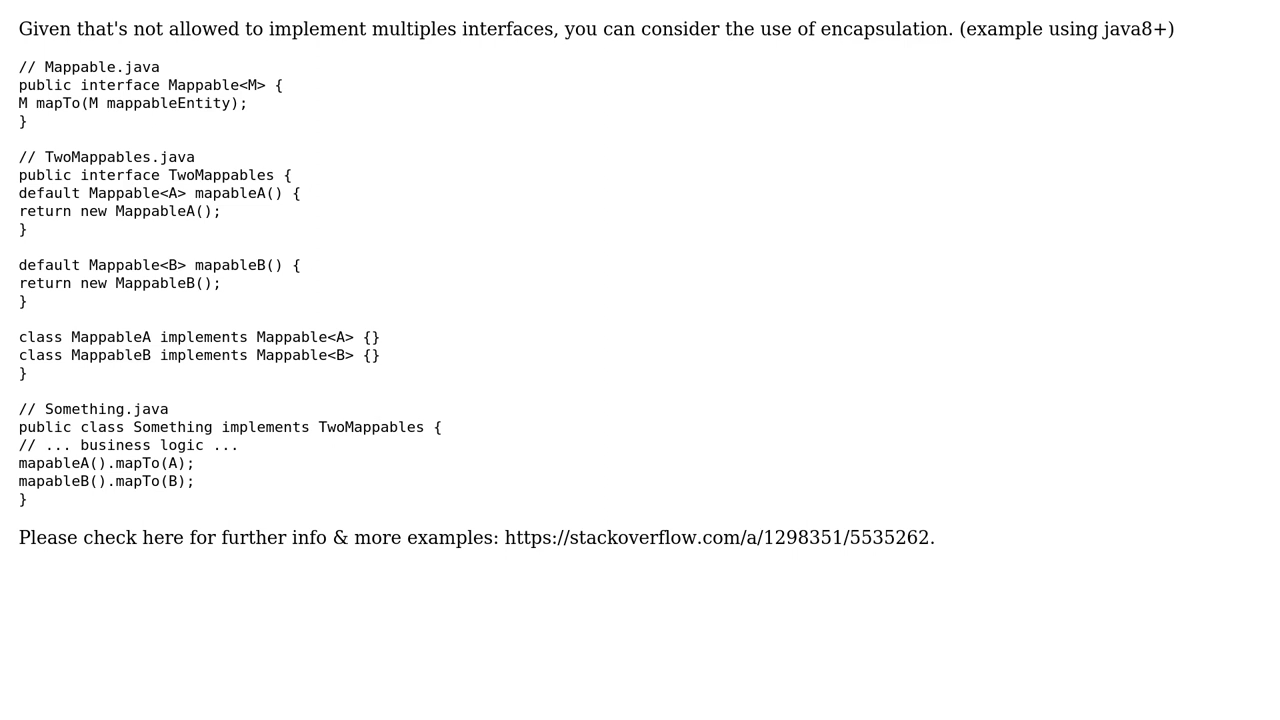 Given that's not allowed to implement multiples interfaces, you can consider the use of encapsulation. (example using java8+)
// Mappable.java
public interface Mappable<M> {
M mapTo(M mappableEntity);
}
// TwoMappables.java
public interface TwoMappables {
default Mappable<A> mapableA() {
return new MappableA();
}
default Mappable<B> mapableB() {
return new MappableB();
}
class MappableA implements Mappable<A> {}
class MappableB implements Mappable<B> {}
}
// Something.java
public class Something implements TwoMappables {
// ... business logic ...
mapableA().mapTo(A);
mapableB().mapTo(B);
}
Please check here for further info & more examples: https://stackoverflow.com/a/1298351/5535262.